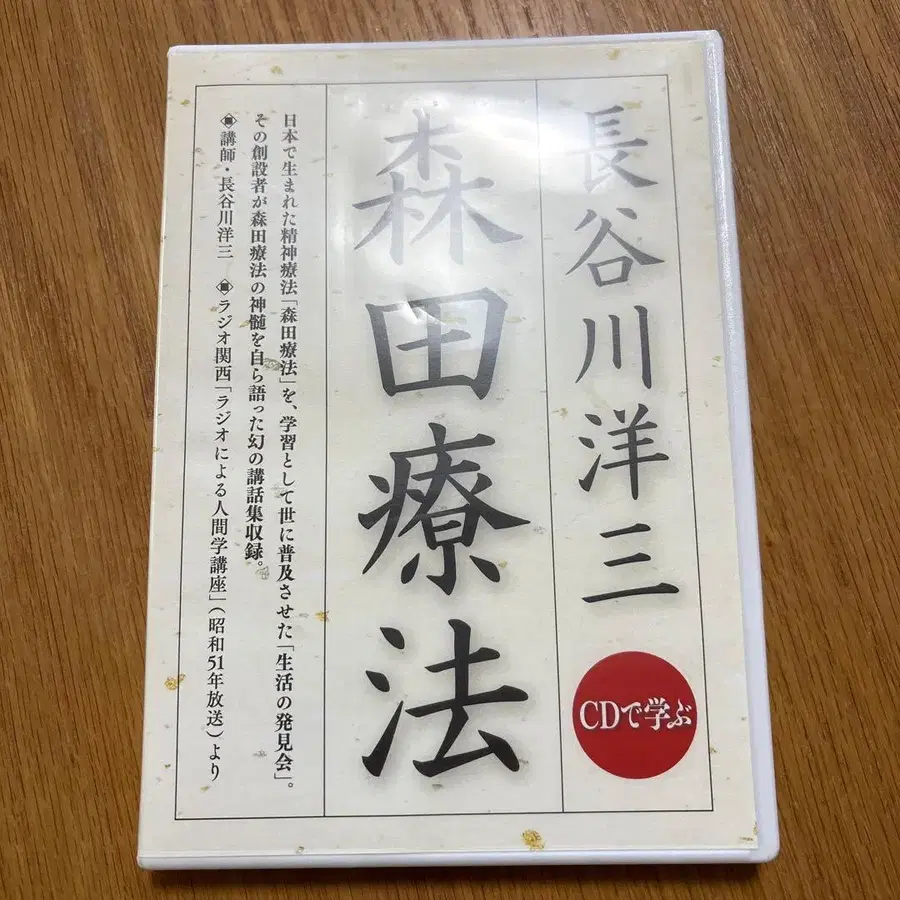 長谷川洋三
CDで学ぶ
森田療法
日本で生まれた精神療法「森田療法」を、学習として世に普及させた「生活の発見会」。
その創設者が森田療法の神髄を自ら語った幻の講話集収録。
◈講師・長谷川洋三 ◈ラジオ関西「ラジオによる人間学講座」(昭和51年放送)より